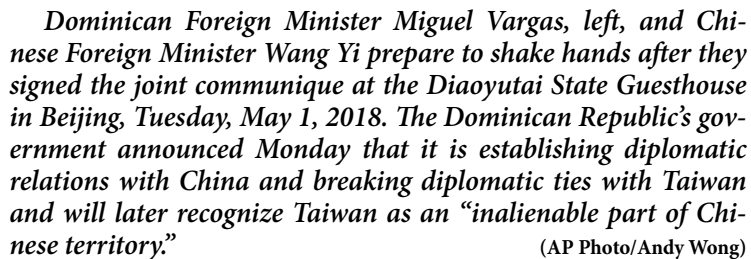 Dominican Foreign Minister Miguel Vargas, left, and Chi-
nese Foreign Minister Wang Yi prepare to shake hands after they
signed the joint communique at the Diaoyutai State Guesthouse
in Beijing, Tuesday, May 1, 2018. The Dominican Republic’s gov-
ernment announced Monday that it is establishing diplomatic
relations with China and breaking diplomatic ties with Taiwan
and will later recognize Taiwan as an “inalienable part of Chi-
nese territory.” (AP Photo/Andy Wong)